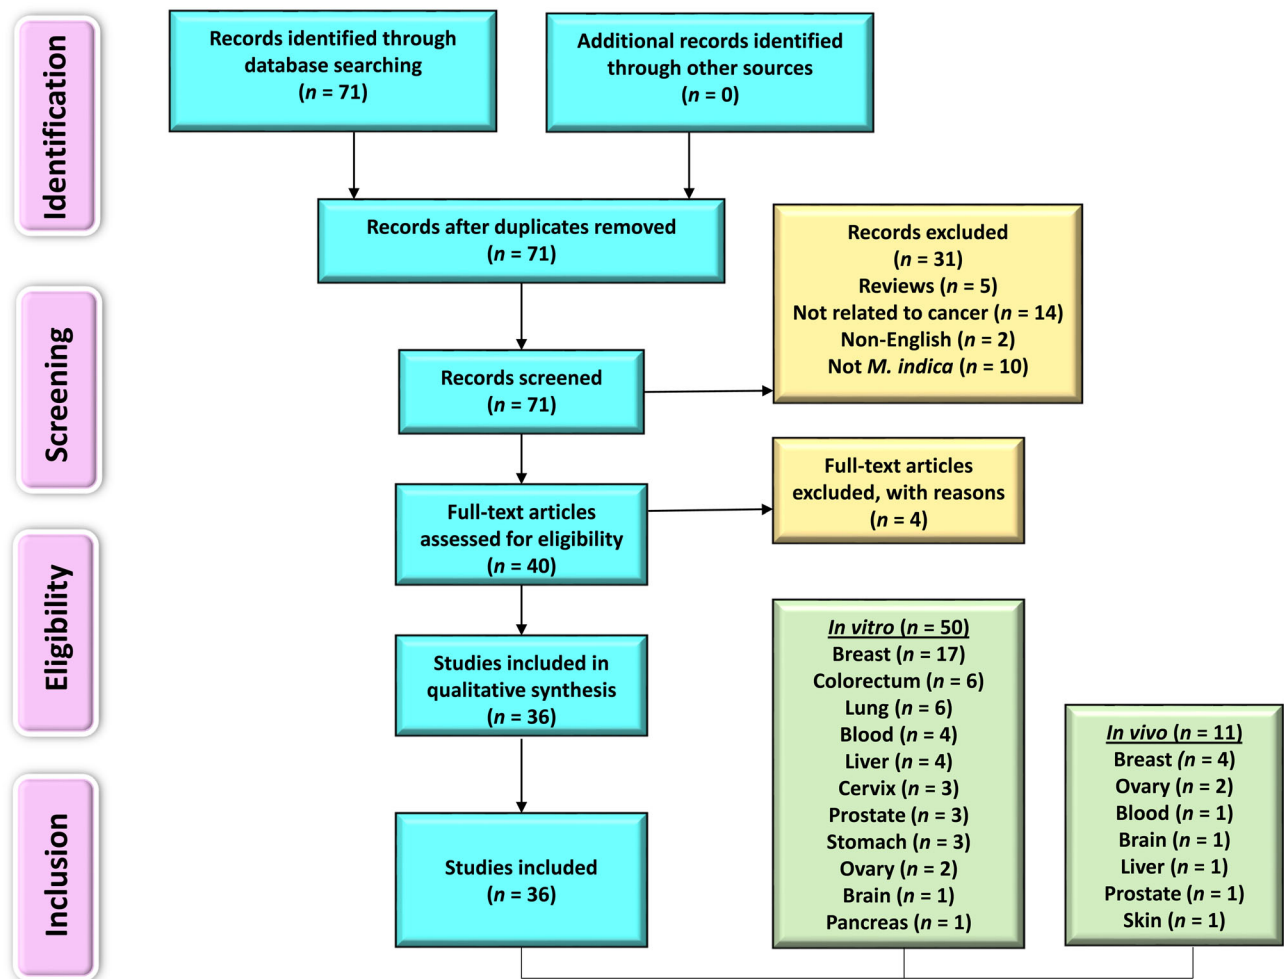 Identification
Records identified through
database searching
(n = 71)
Additional records identified
through other sources
(n = 0)
Records after duplicates removed
(n = 71)
Screening
Records screened
(n = 71)
Records excluded
(n = 31)
Reviews (n = 5)
Not related to cancer (n = 14)
Non-English (n = 2)
Not M. indica (n = 10)
Eligibility
Full-text articles
assessed for eligibility
(n = 40)
Full-text articles
excluded, with reasons
(n = 4)
Studies included in
qualitative synthesis
(n = 36)
Inclusion
Studies included
(n = 36)
In vitro (n = 50)
Breast (n = 17)
Colorectum (n = 6)
Lung (n = 6)
Blood (n = 4)
Liver (n = 4)
Cervix (n = 3)
Prostate (n = 3)
Stomach (n = 3)
Ovary (n = 2)
Brain (n = 1)
Pancreas (n = 1)
In vivo (n = 11)
Breast (n = 4)
Ovary (n = 2)
Blood (n = 1)
Brain (n = 1)
Liver (n = 1)
Prostate (n = 1)
Skin (n = 1)